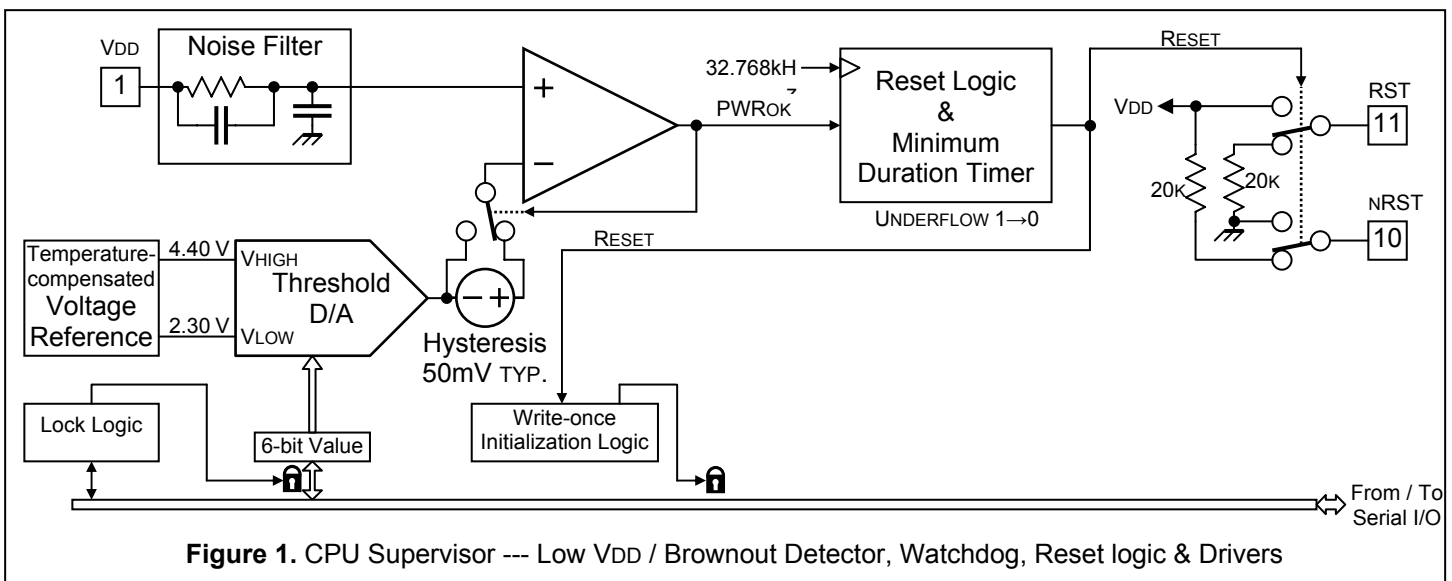 VDD
1
Noise Filter
+
−
32.768kH
z
PWROK
Reset Logic
&
Minimum
Duration Timer
UNDERFLOW 1→0
RESET
VDD
20K
20K
RST
11
NRST
10
Temperature-
compensated
Voltage
Reference
4.40 V
2.30 V
VHIGH
VLOW
Threshold
D/A
− +
Hysteresis
50mV TYP.
RESET
Lock Logic
6-bit Value
Write-once
Initialization Logic
From / To
Serial I/O
Figure 1. CPU Supervisor --- Low VDD / Brownout Detector, Watchdog, Reset logic & Drivers